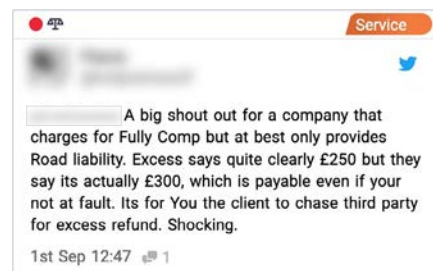 Service
A big shout out for a company that
charges for Fully Comp but at best only provides
Road liability. Excess says quite clearly £250 but they
say its actually £300, which is payable even if your
not at fault. Its for You the client to chase third party
for excess refund. Shocking.
1st Sep 12:47 1